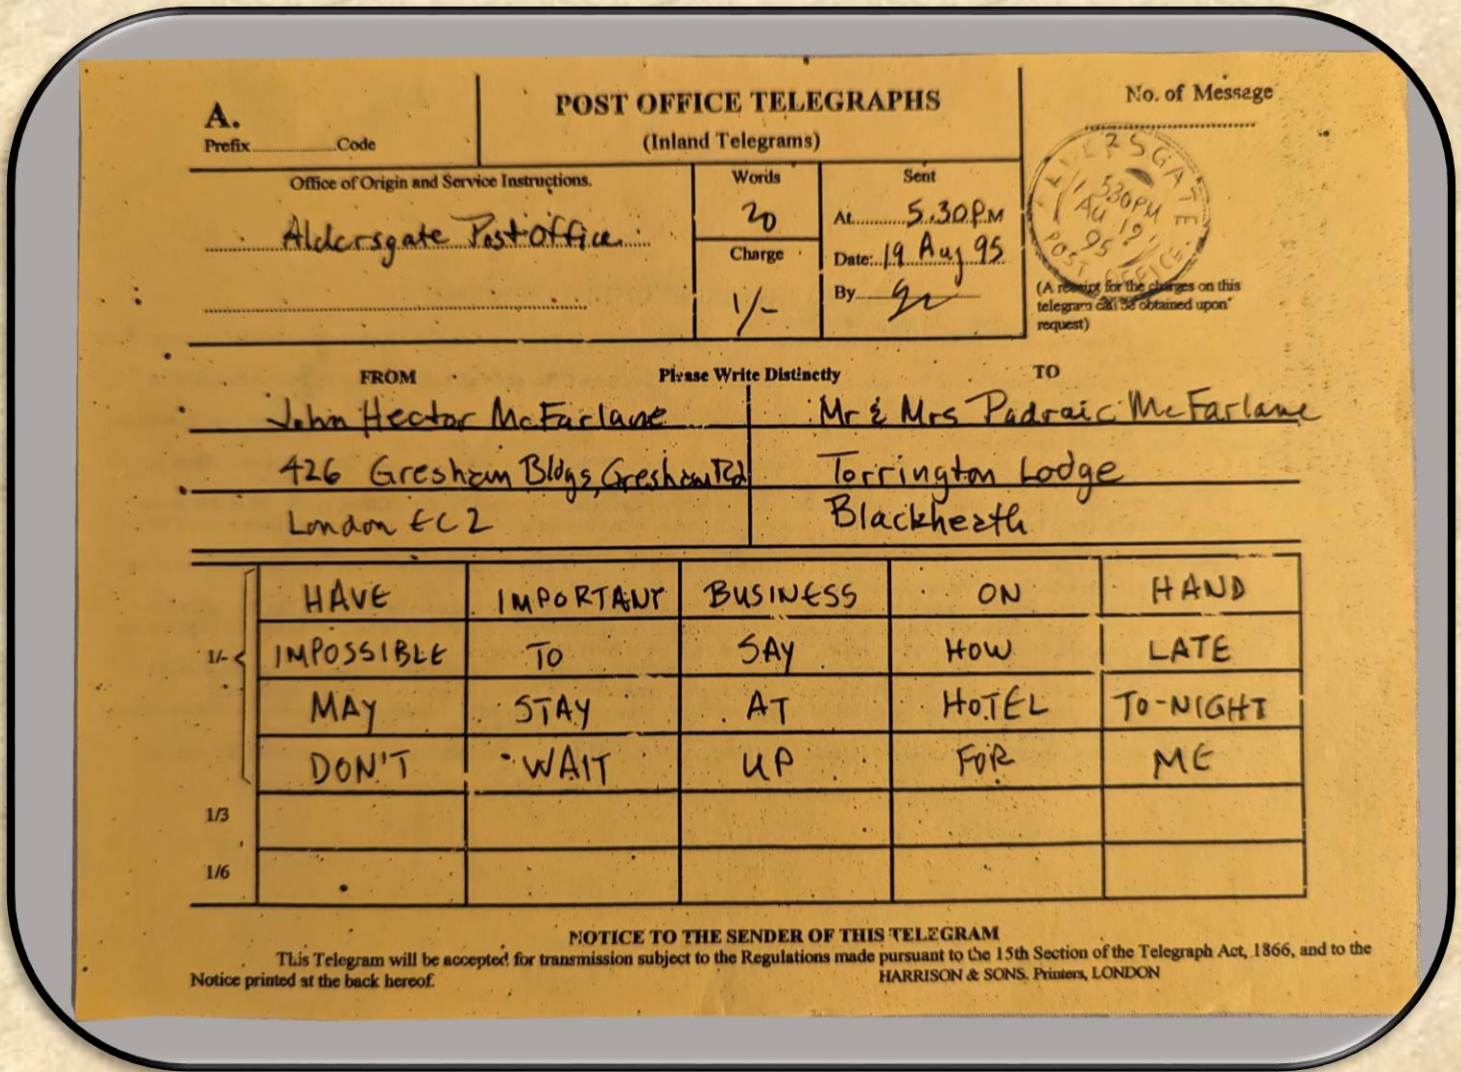 A.
Prefix ............ Code
POST OFFICE TELEGRAPHS
(Inland Telegrams)
No. of Message
Office of Origin and Service Instructions.
Aldersgate Post Office
Words
20
Charge
1/-
Sent
At 5.30PM
Date: 19 Aug 95
By
ALDERSGATE
530PM
AU 19
95
POST OFFICE
(A receipt for the charges on this
telegram can be obtained upon
request)
FROM
Please Write Distinctly
TO
John Hector McFarlane
426 Gresham Bldgs, Gresham Rd
London EC2
Mr & Mrs Padraic McFarlane
Torrington Lodge
Blackheath
1/-
HAVE IMPORTANT BUSINESS ON HAND
IMPOSSIBLE TO SAY HOW LATE
MAY STAY AT HOTEL TO-NIGHT
DON'T WAIT UP FOR ME
1/3
1/6
NOTICE TO THE SENDER OF THIS TELEGRAM
This Telegram will be accepted for transmission subject to the Regulations made pursuant to the 15th Section of the Telegraph Act, 1866, and to the
Notice printed at the back hereof.
HARRISON & SONS. Printers, LONDON